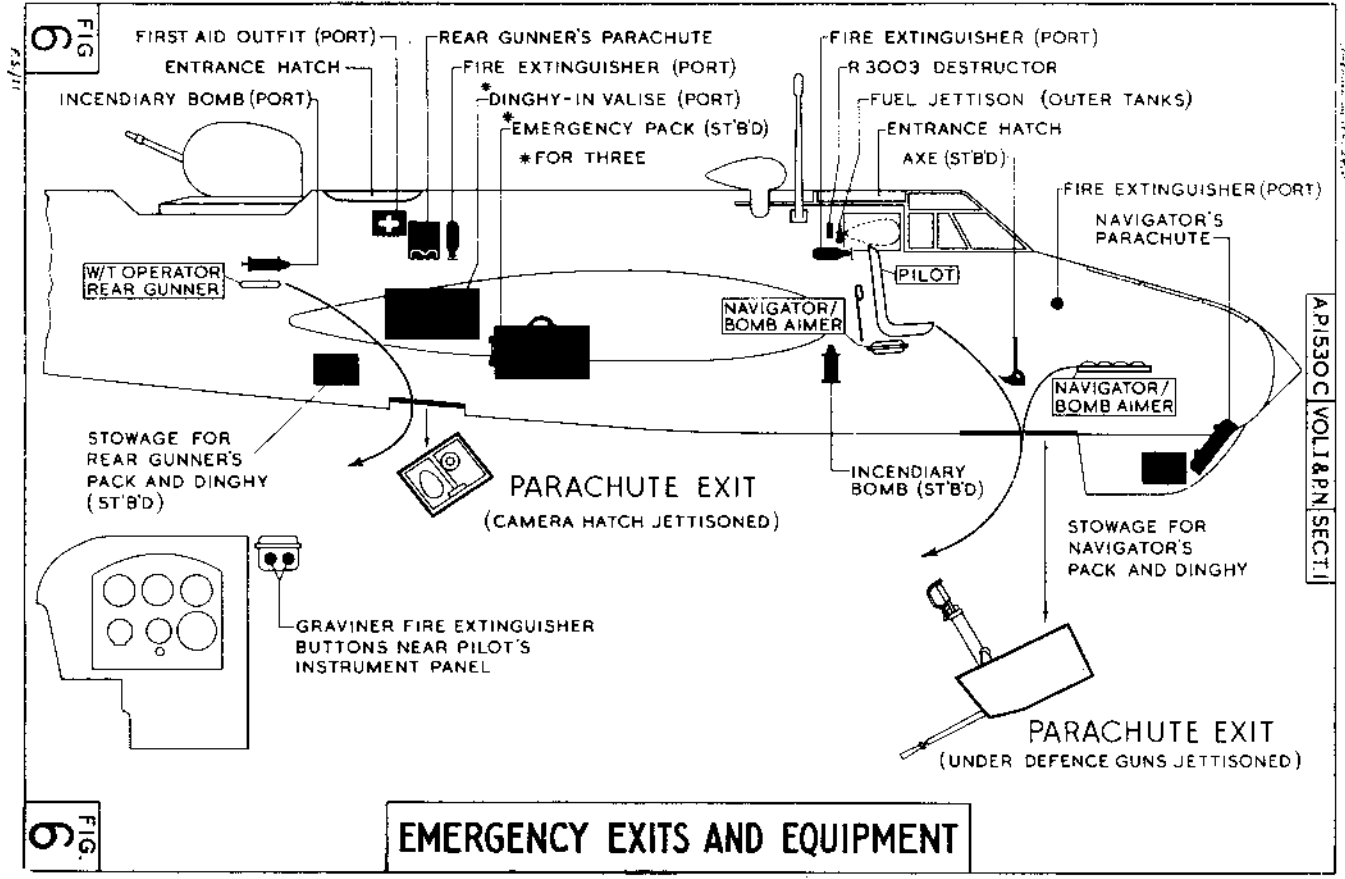 FIG
6
FIRST AID OUTFIT (PORT)
REAR GUNNER'S PARACHUTE
FIRE EXTINGUISHER (PORT)
ENTRANCE HATCH
FIRE EXTINGUISHER (PORT)
R 3003 DESTRUCTOR
INCENDIARY BOMB (PORT)
*DINGHY-IN VALISE (PORT)
FUEL JETTISON (OUTER TANKS)
*EMERGENCY PACK (ST'B'D)
ENTRANCE HATCH
*FOR THREE
AXE (ST'B'D)
FIRE EXTINGUISHER (PORT)
NAVIGATOR'S
PARACHUTE
W/T OPERATOR
REAR GUNNER
PILOT
NAVIGATOR/
BOMB AIMER
NAVIGATOR/
BOMB AIMER
STOWAGE FOR
REAR GUNNER'S
PACK AND DINGHY
(ST'B'D)
PARACHUTE EXIT
(CAMERA HATCH JETTISONED)
INCENDIARY
BOMB (ST'B'D)
STOWAGE FOR
NAVIGATOR'S
PACK AND DINGHY
GRAVINER FIRE EXTINGUISHER
BUTTONS NEAR PILOT'S
INSTRUMENT PANEL
PARACHUTE EXIT
(UNDER DEFENCE GUNS JETTISONED)
A.P.1530C VOL.I & P.N. SECT.I
FIG.
6
EMERGENCY EXITS AND EQUIPMENT